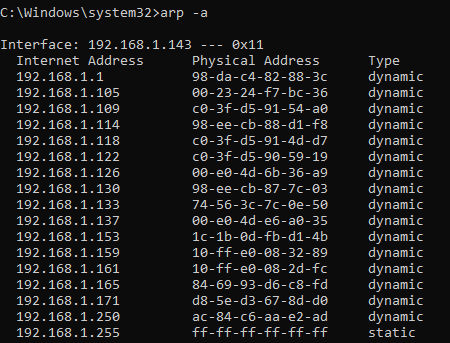 C:\Windows\system32>arp -a
Interface: 192.168.1.143 --- 0x11
Internet Address Physical Address Type
192.168.1.1 98-da-c4-82-88-3c dynamic
192.168.1.105 00-23-24-f7-bc-36 dynamic
192.168.1.109 c0-3f-d5-91-54-a0 dynamic
192.168.1.114 98-ee-cb-88-d1-f8 dynamic
192.168.1.118 c0-3f-d5-91-4d-d7 dynamic
192.168.1.122 c0-3f-d5-90-59-19 dynamic
192.168.1.126 00-e0-4d-6b-36-a9 dynamic
192.168.1.130 98-ee-cb-87-7c-03 dynamic
192.168.1.133 74-56-3c-7c-0e-50 dynamic
192.168.1.137 00-e0-4d-e6-a0-35 dynamic
192.168.1.153 1c-1b-0d-fb-d1-4b dynamic
192.168.1.159 10-ff-e0-08-32-89 dynamic
192.168.1.161 10-ff-e0-08-2d-fc dynamic
192.168.1.165 84-69-93-d6-c8-fd dynamic
192.168.1.171 d8-5e-d3-67-8d-d0 dynamic
192.168.1.250 ac-84-c6-aa-e2-ad dynamic
192.168.1.255 ff-ff-ff-ff-ff-ff static